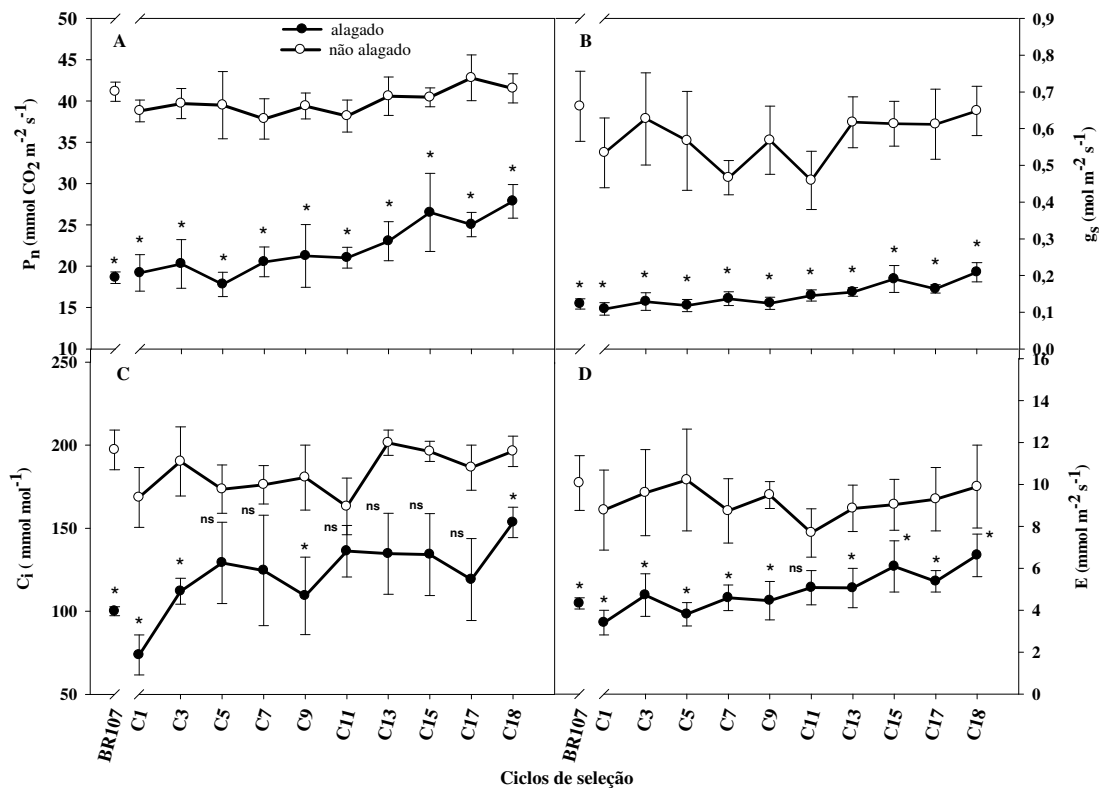 A
alagado
não alagado
50
45
40
35
30
25
20
15
10
Pn (mmol CO2 m-2 s-1)
* * * * * * * * * * *
B
0,9
0,8
0,7
0,6
0,5
0,4
0,3
0,2
0,1
0,0
gs (mol m-2 s-1)
* * * * * * * * * * *
C
250
200
150
100
50
Ci ( mmol mol-1)
* * * ns ns * ns ns ns ns *
D
16
14
12
10
8
6
4
2
0
E (mmol m-2 s-1)
* * * * * * ns * * * *
BR107 C1 C3 C5 C7 C9 C11 C13 C15 C17 C18
BR107 C1 C3 C5 C7 C9 C11 C13 C15 C17 C18
Ciclos de seleção